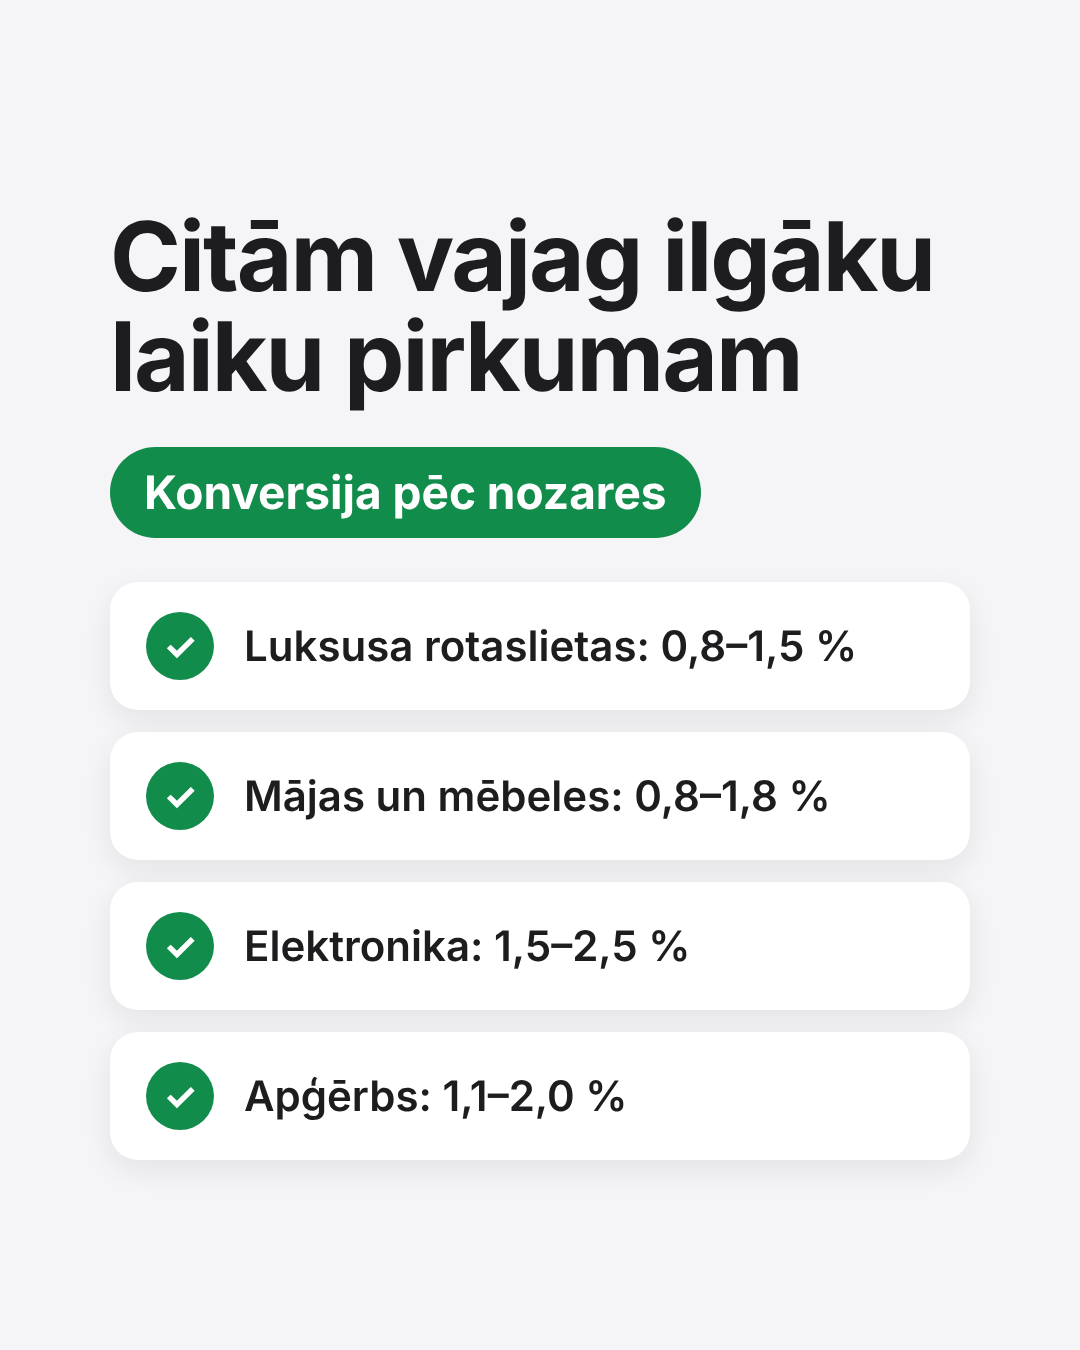 Citām vajag ilgāku
laiku pirkumam
Konversija pēc nozares
Luksusa rotaslietas: 0,8–1,5 %
Mājas un mēbeles: 0,8–1,8 %
Elektronika: 1,5–2,5 %
Apģērbs: 1,1–2,0 %